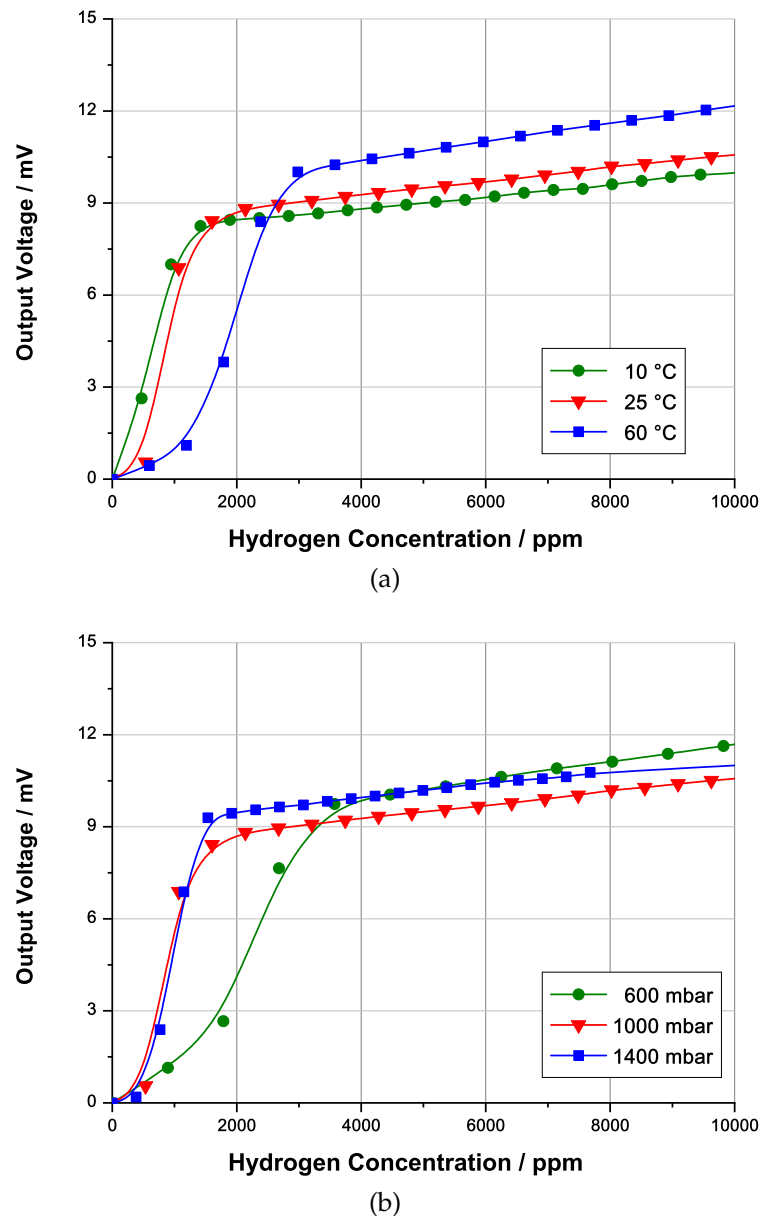 15
12
9
6
3
0
Output Voltage / mV
10 °C
25 °C
60 °C
0 2000 4000 6000 8000 10000
Hydrogen Concentration / ppm
(a)
15
12
9
6
3
0
Output Voltage / mV
600 mbar
1000 mbar
1400 mbar
0 2000 4000 6000 8000 10000
Hydrogen Concentration / ppm
(b)